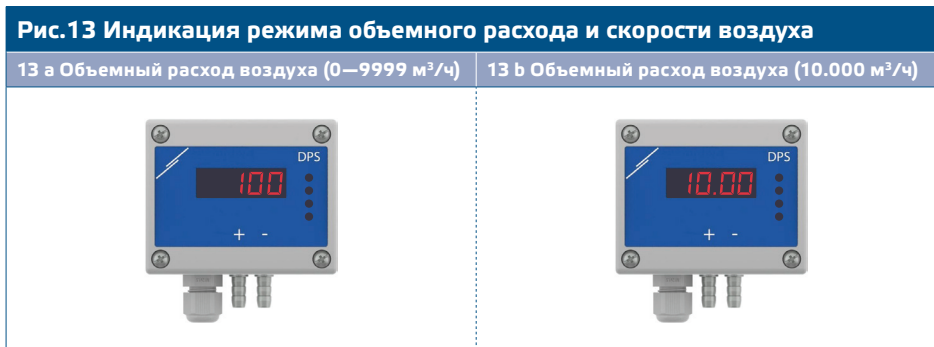 Рис.13 Индикация режима объемного расхода и скорости воздуха
13 a Объемный расход воздуха (0—9999 м³/ч)
13 b Объемный расход воздуха (10.000 м³/ч)
DPS
100
+ -
DPS
10.00
+ -